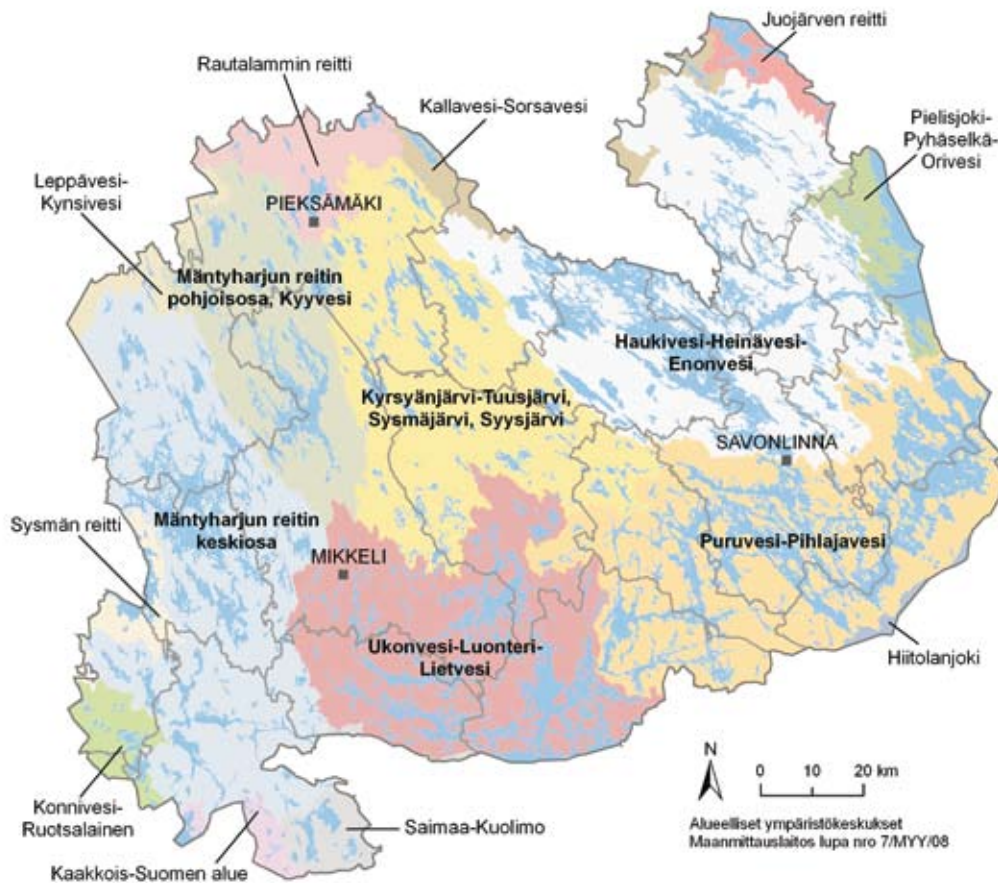 Juojärven reitti
Rautalammin reitti
Kallavesi-Sorsavesi
Pielisjoki-
Pyhäselkä-
Orivesi
Leppävesi-
Kynsivesi
PIEKSÄMÄKI
Mäntyharjun reitin
pohjoisosa, Kyyvesi
Haukivesi-Heinävesi-
Enonvesi
Kyrsyänjärvi-Tuusjärvi,
Sysmäjärvi, Syysjärvi
SAVONLINNA
Sysmän reitti
Mäntyharjun reitin
keskiosa
MIKKELI
Puruvesi-Pihlajavesi
Ukonvesi-Luonteri-
Lietvesi
Hiitolanjoki
N
0 10 20 km
Konnivesi-
Ruotsalainen
Saimaa-Kuolimo
Kaakkois-Suomen alue
Alueelliset ympäristökeskukset
Maanmittauslaitos lupa nro 7/MYY/08